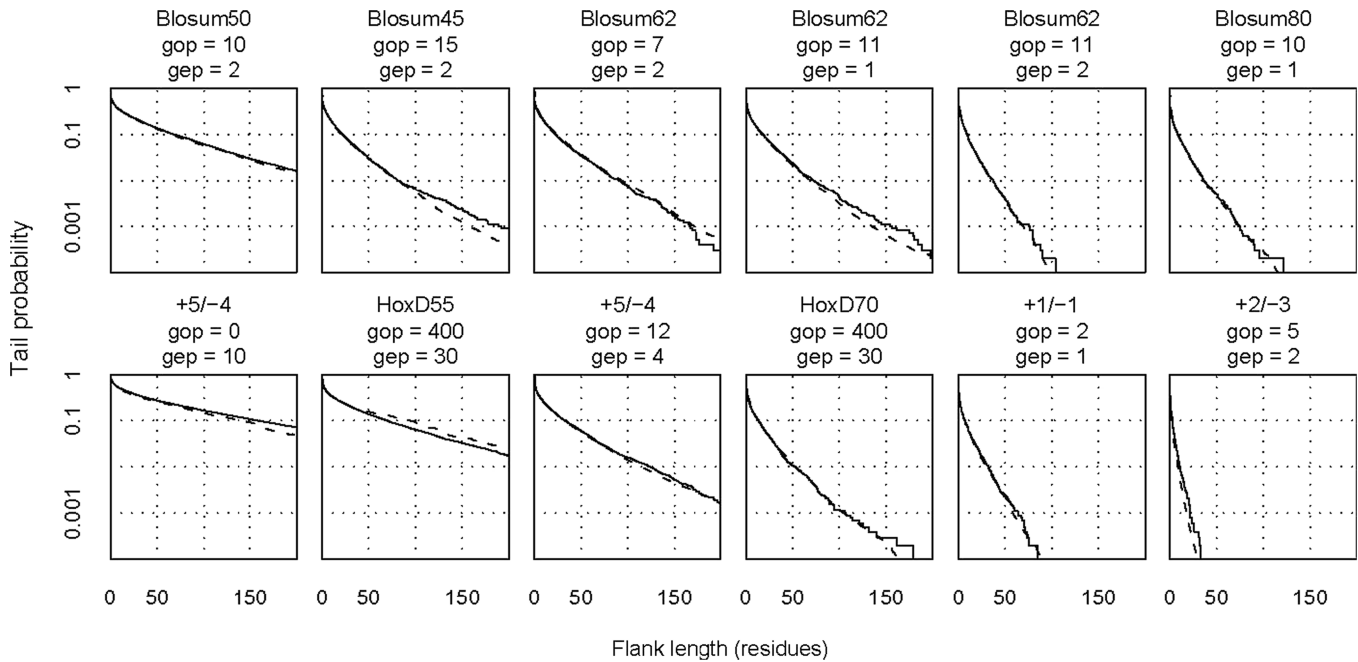 Blosum50 Blosum45 Blosum62 Blosum62 Blosum62 Blosum80
gop = 10 gop = 15 gop = 7 gop = 11 gop = 11 gop = 10
gep = 2 gep = 2 gep = 2 gep = 1 gep = 2 gep = 1
1
0.1
0.001
Tail probability
+5/−4 HoxD55 +5/−4 HoxD70 +1/−1 +2/−3
gop = 0 gop = 400 gop = 12 gop = 400 gop = 2 gop = 5
gep = 10 gep = 30 gep = 4 gep = 30 gep = 1 gep = 2
1
0.1
0.001
0 50 150 0 50 150 0 50 150 0 50 150 0 50 150 0 50 150
Flank length (residues)